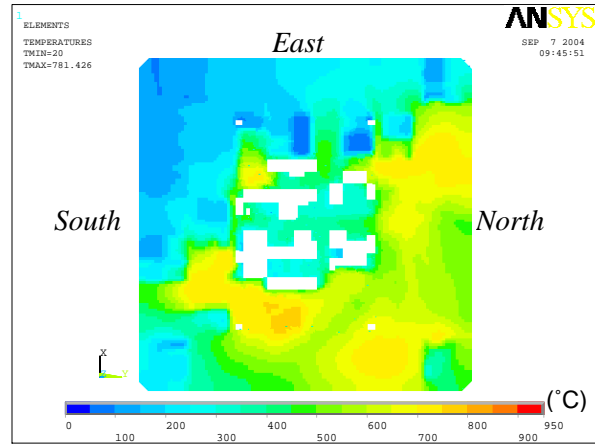 1
ELEMENTS
TEMPERATURES
TMIN=20
TMAX=781.426
ANSYS
SEP 7 2004
09:45:51
East
South
North
X
Z Y
(°C)
0 200 400 500 600 700 800 950
100 300 900